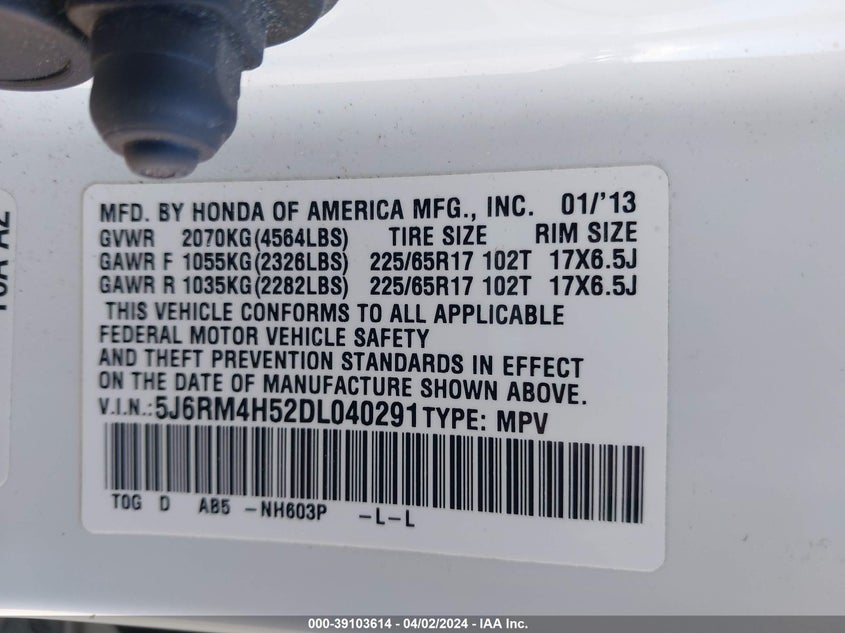 MFD. BY HONDA OF AMERICA MFG., INC. 01/'13
GVWR 2070KG(4564LBS) TIRE SIZE RIM SIZE
GAWR F 1055KG(2326LBS) 225/65R17 102T 17X6.5J
GAWR R 1035KG(2282LBS) 225/65R17 102T 17X6.5J
THIS VEHICLE CONFORMS TO ALL APPLICABLE
FEDERAL MOTOR VEHICLE SAFETY
AND THEFT PREVENTION STANDARDS IN EFFECT
ON THE DATE OF MANUFACTURE SHOWN ABOVE.
V.I.N.:5J6RM4H52DL040291 TYPE: MPV
T0G D AB5 -NH603P -L-L
000-39103614 - 04/02/2024 - IAA Inc.